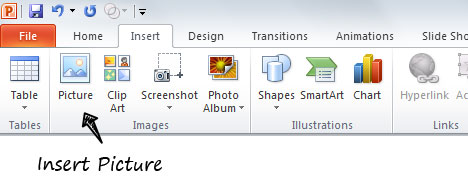 P
File Home Insert Design Transitions Animations Slide Sho
Table Picture Clip Art Screenshot Photo Album Shapes SmartArt Chart Hyperlink
Tables Images Illustrations Links
Insert Picture